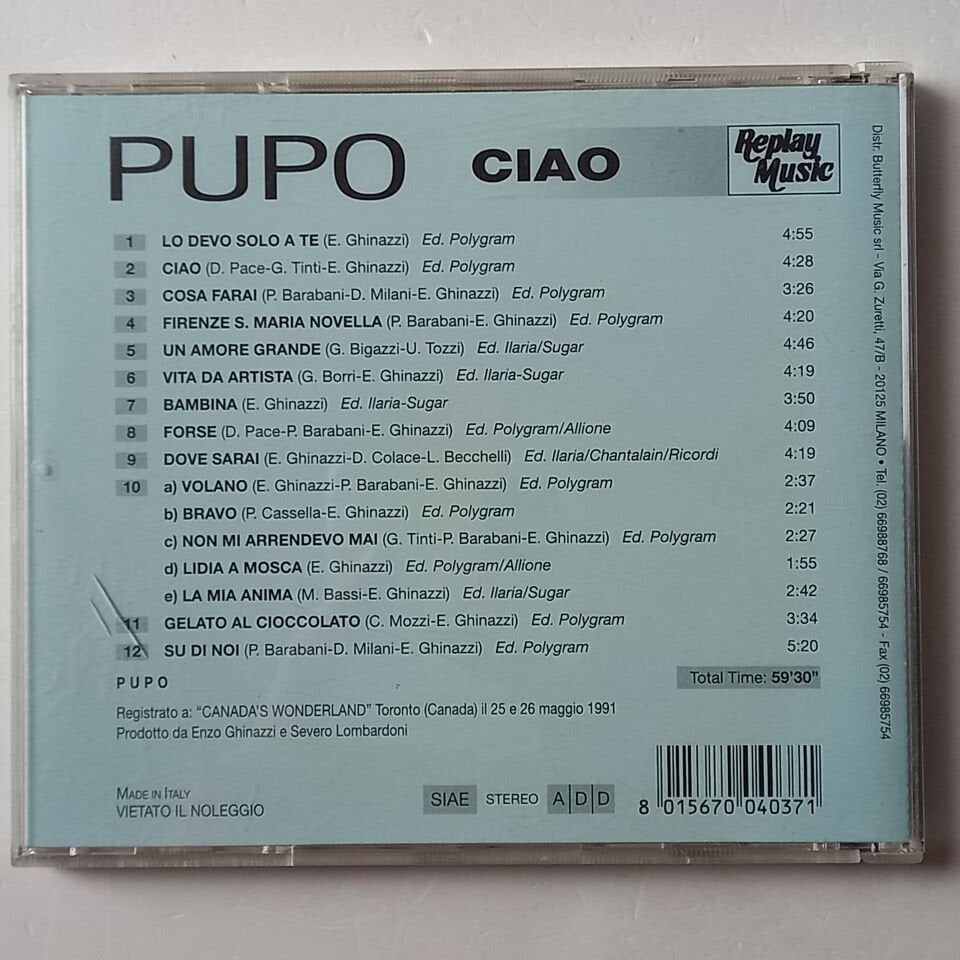 PUPO CIAO Replay Music
1 LO DEVO SOLO A TE (E. Ghinazzi) Ed. Polygram 4:55
2 CIAO (D. Pace-G. Tinti-E. Ghinazzi) Ed. Polygram 4:28
3 COSA FARAI (P. Barabani-D. Milani-E. Ghinazzi) Ed. Polygram 3:26
4 FIRENZE S. MARIA NOVELLA (P. Barabani-E. Ghinazzi) Ed. Polygram 4:20
5 UN AMORE GRANDE (G. Bigazzi-U. Tozzi) Ed. Ilaria/Sugar 4:46
6 VITA DA ARTISTA (G. Borri-E. Ghinazzi) Ed. Ilaria-Sugar 4:19
7 BAMBINA (E. Ghinazzi) Ed. Ilaria-Sugar 3:50
8 FORSE (D. Pace-P. Barabani-E. Ghinazzi) Ed. Polygram/Allione 4:09
9 DOVE SARAI (E. Ghinazzi-D. Colace-L. Becchelli) Ed. Ilaria/Chantalain/Ricordi 4:19
10 a) VOLANO (E. Ghinazzi-P. Barabani-E. Ghinazzi) Ed. Polygram 2:37
b) BRAVO (P. Cassella-E. Ghinazzi) Ed. Polygram 2:21
c) NON MI ARRENDEVO MAI (G. Tinti-P. Barabani-E. Ghinazzi) Ed. Polygram 2:27
d) LIDIA A MOSCA (E. Ghinazzi) Ed. Polygram/Allione 1:55
e) LA MIA ANIMA (M. Bassi-E. Ghinazzi) Ed. Ilaria/Sugar 2:42
11 GELATO AL CIOCCOLATO (C. Mozzi-E. Ghinazzi) Ed. Polygram 3:34
12 SU DI NOI (P. Barabani-D. Milani-E. Ghinazzi) Ed. Polygram 5:20
PUPO Total Time: 59'30"
Registrato a: "CANADA'S WONDERLAND" Toronto (Canada) il 25 e 26 maggio 1991
Prodotto da Enzo Ghinazzi e Severo Lombardoni
MADE IN ITALY
VIETATO IL NOLEGGIO
SIAE STEREO A|D|D
8 015670 040371
Distr. Butterfly Music srl - Via G. Zuretti, 47/B - 20125 MILANO • Tel. (02) 66988768 / 66985754 - Fax (02) 66985754